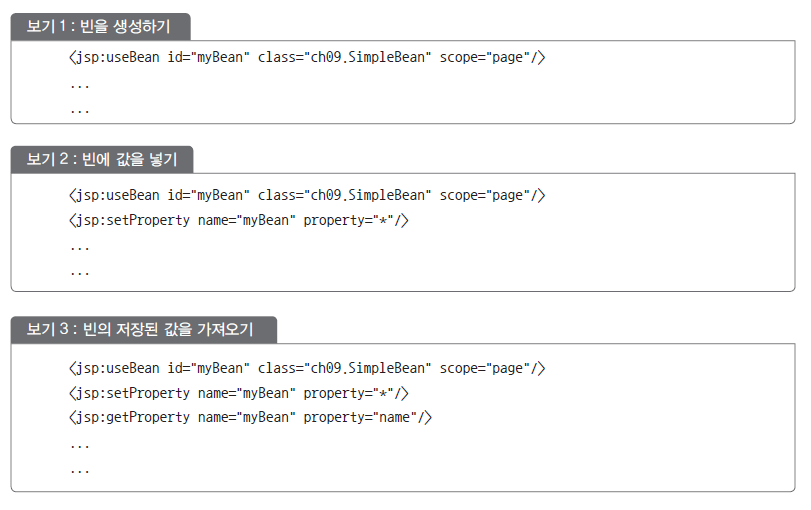 보기 1 : 빈을 생성하기
<jsp:useBean id="myBean" class="ch09.SimpleBean" scope="page"/>
...
...
보기 2 : 빈에 값을 넣기
<jsp:useBean id="myBean" class="ch09.SimpleBean" scope="page"/>
<jsp:setProperty name="myBean" property="*"/>
...
...
보기 3 : 빈의 저장된 값을 가져오기
<jsp:useBean id="myBean" class="ch09.SimpleBean" scope="page"/>
<jsp:setProperty name="myBean" property="*"/>
<jsp:getProperty name="myBean" property="name"/>
...
...